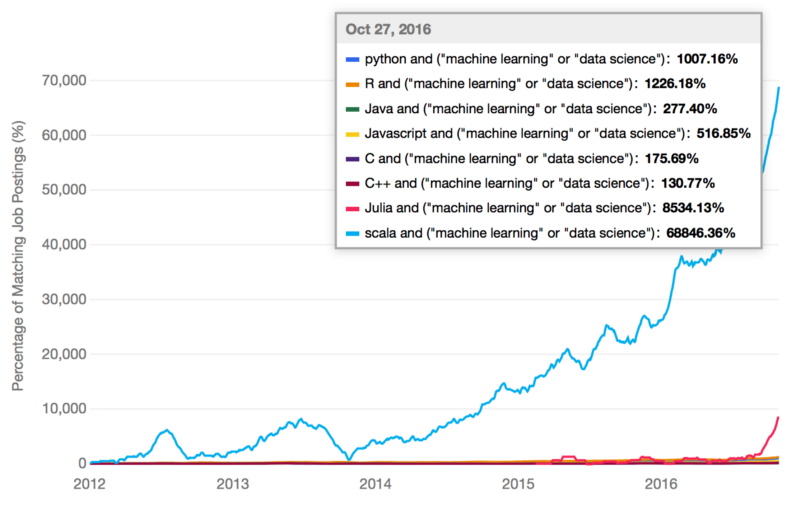 Oct 27, 2016
python and ("machine learning" or "data science"): 1007.16%
R and ("machine learning" or "data science"): 1226.18%
Java and ("machine learning" or "data science"): 277.40%
Javascript and ("machine learning" or "data science"): 516.85%
C and ("machine learning" or "data science"): 175.69%
C++ and ("machine learning" or "data science"): 130.77%
Julia and ("machine learning" or "data science"): 8534.13%
scala and ("machine learning" or "data science"): 68846.36%
Percentage of Matching Job Postings (%)
70,000
60,000
50,000
40,000
30,000
20,000
10,000
0
2012 2013 2014 2015 2016